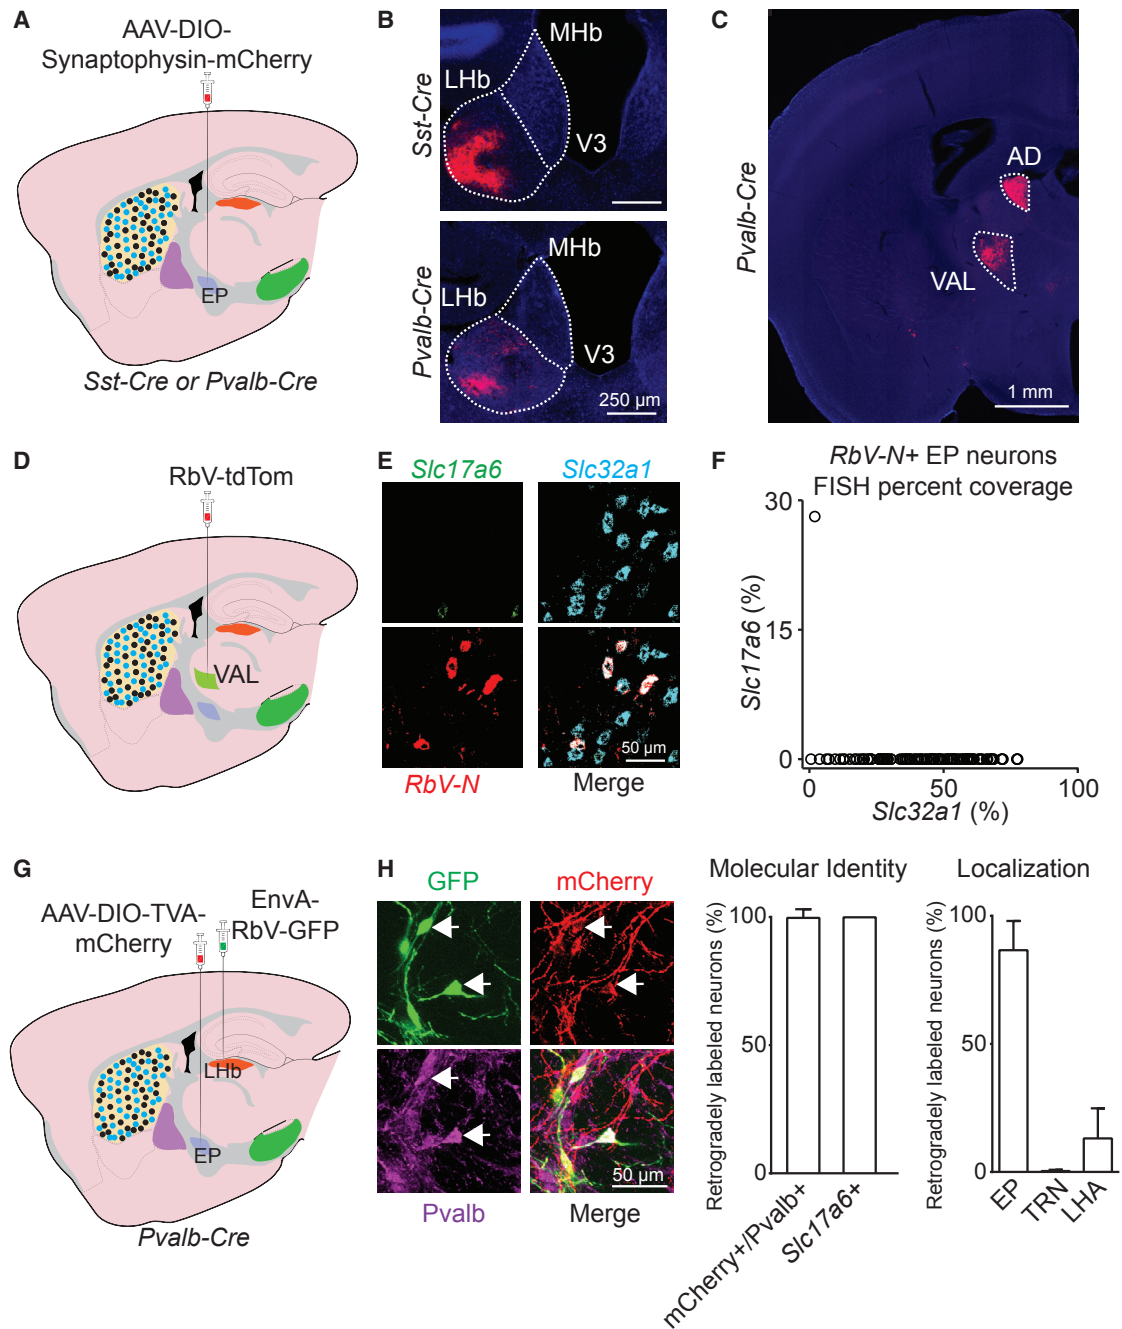 A
AAV-DIO-
Synaptophysin-mCherry
EP
Sst-Cre or Pvalb-Cre
B
Sst-Cre
MHb
LHb
V3
Pvalb-Cre
MHb
LHb
V3
250 µm
C
Pvalb-Cre
AD
VAL
1 mm
D
RbV-tdTom
VAL
E
Slc17a6
Slc32a1
50 µm
RbV-N
Merge
F
RbV-N+ EP neurons
FISH percent coverage
Slc17a6 (%)
30
15
0
0
50
100
Slc32a1 (%)
G
AAV-DIO-TVA-
mCherry
EnvA-
RbV-GFP
LHb
EP
Pvalb-Cre
H
GFP
mCherry
50 µm
Pvalb
Merge
Molecular Identity
Retrogradely labeled neurons (%)
100
50
0
mCherry+/Pvalb+
Slc17a6+
Localization
Retrogradely labeled neurons (%)
100
50
0
EP
TRN
LHA